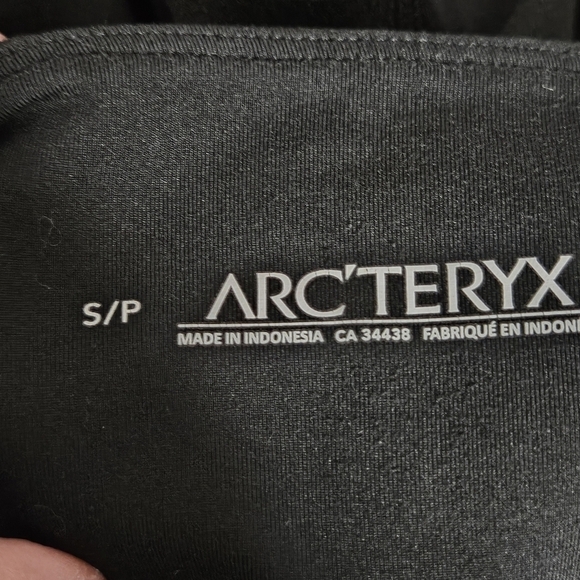 S/P ARC'TERYX
MADE IN INDONESIA CA 34438 FABRIQUÉ EN